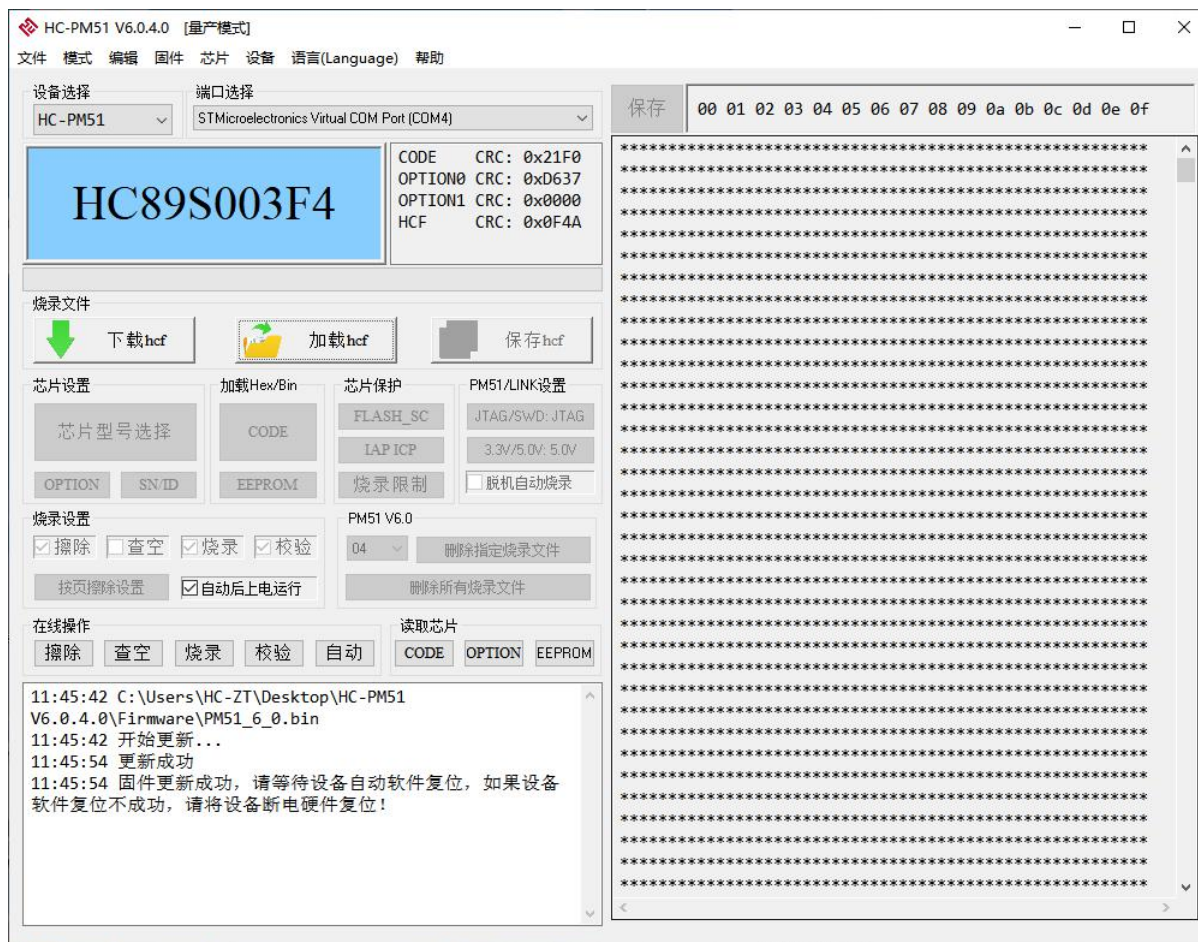 HC-PM51 V6.0.4.0 [量产模式]
文件 模式 编辑 固件 芯片 设备 语言(Language) 帮助
设备选择 端口选择
HC-PM51 STMicroelectronics Virtual COM Port (COM4)
保存 00 01 02 03 04 05 06 07 08 09 0a 0b 0c 0d 0e 0f
HC89S003F4
CODE CRC: 0x21F0
OPTION0 CRC: 0xD637
OPTION1 CRC: 0x0000
HCF CRC: 0x0F4A
烧录文件
下载hcf 加载hcf 保存hcf
芯片设置 加载Hex/Bin 芯片保护 PM51/LINK设置
芯片型号选择 CODE FLASH_SC JTAG/SWD: JTAG
IAP ICP 3.3V/5.0V: 5.0V
OPTION SN/ID EEPROM 烧录限制 脱机自动烧录
烧录设置 PM51 V6.0
擦除 查空 烧录 校验 04 删除指定烧录文件
按页擦除设置 自动后上电运行 删除所有烧录文件
在线操作 读取芯片
擦除 查空 烧录 校验 自动 CODE OPTION EEPROM
11:45:42 C:\Users\HC-ZT\Desktop\HC-PM51
V6.0.4.0\Firmware\PM51_6_0.bin
11:45:42 开始更新...
11:45:54 更新成功
11:45:54 固件更新成功，请等待设备自动软件复位，如果设备
软件复位不成功，请将设备断电硬件复位！